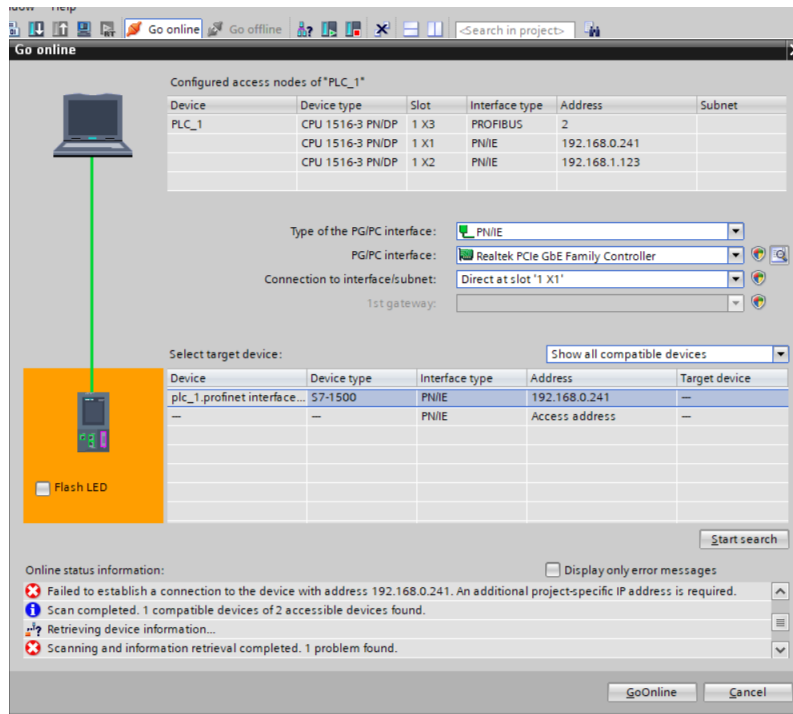 Help
Go online Go offline <Search in project>
Go online
Configured access nodes of "PLC_1"
Device Device type Slot Interface type Address Subnet
PLC_1 CPU 1516-3 PN/DP 1 X3 PROFIBUS 2
CPU 1516-3 PN/DP 1 X1 PN/IE 192.168.0.241
CPU 1516-3 PN/DP 1 X2 PN/IE 192.168.1.123
Type of the PG/PC interface: PN/IE
PG/PC interface: Realtek PCIe GbE Family Controller
Connection to interface/subnet: Direct at slot '1 X1'
1st gateway:
Select target device: Show all compatible devices
Device Device type Interface type Address Target device
plc_1.profinet interface... S7-1500 PN/IE 192.168.0.241 —
— — PN/IE Access address —
Flash LED
Start search
Online status information: Display only error messages
Failed to establish a connection to the device with address 192.168.0.241. An additional project-specific IP address is required.
Scan completed. 1 compatible devices of 2 accessible devices found.
Retrieving device information...
Scanning and information retrieval completed. 1 problem found.
GoOnline Cancel